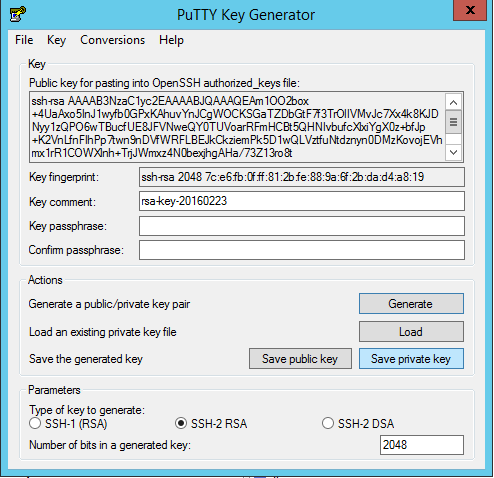 PuTTY Key Generator
x
File Key Conversions Help
Key
Public key for pasting into OpenSSH authorized_keys file:
ssh-rsa AAAAB3NzaC1yc2EAAAABJQAAAQEAm1OO2box
+4UaAxo5InJ1wyfb0GPxKAhuvYnJCgWOCKSGaTZDbGtF7f3TrOIIVMvJc7Xx4k8KJD
Nyy1zQPO6wTBucfUE8JFVNweQY0TUVoarRFmHCBt5QHNIvbufcXlxiYgX0z+bfJp
+K2VnLfnFIhPp7twn9nDVfWRFLBEJkCkziemPk5D1wQLVztfuNtdznyn0DMzKovojEVh
mx1rR1COWXlnh+TrjJWmxz4N0bexjhgAHa/73Z13ro8t
Key fingerprint: ssh-rsa 2048 7c:e6:fb:0f:ff:81:2b:fe:88:9a:6f:2b:da:d4:a8:19
Key comment: rsa-key-20160223
Key passphrase:
Confirm passphrase:
Actions
Generate a public/private key pair Generate
Load an existing private key file Load
Save the generated key Save public key Save private key
Parameters
Type of key to generate:
SSH-1 (RSA) SSH-2 RSA SSH-2 DSA
Number of bits in a generated key: 2048